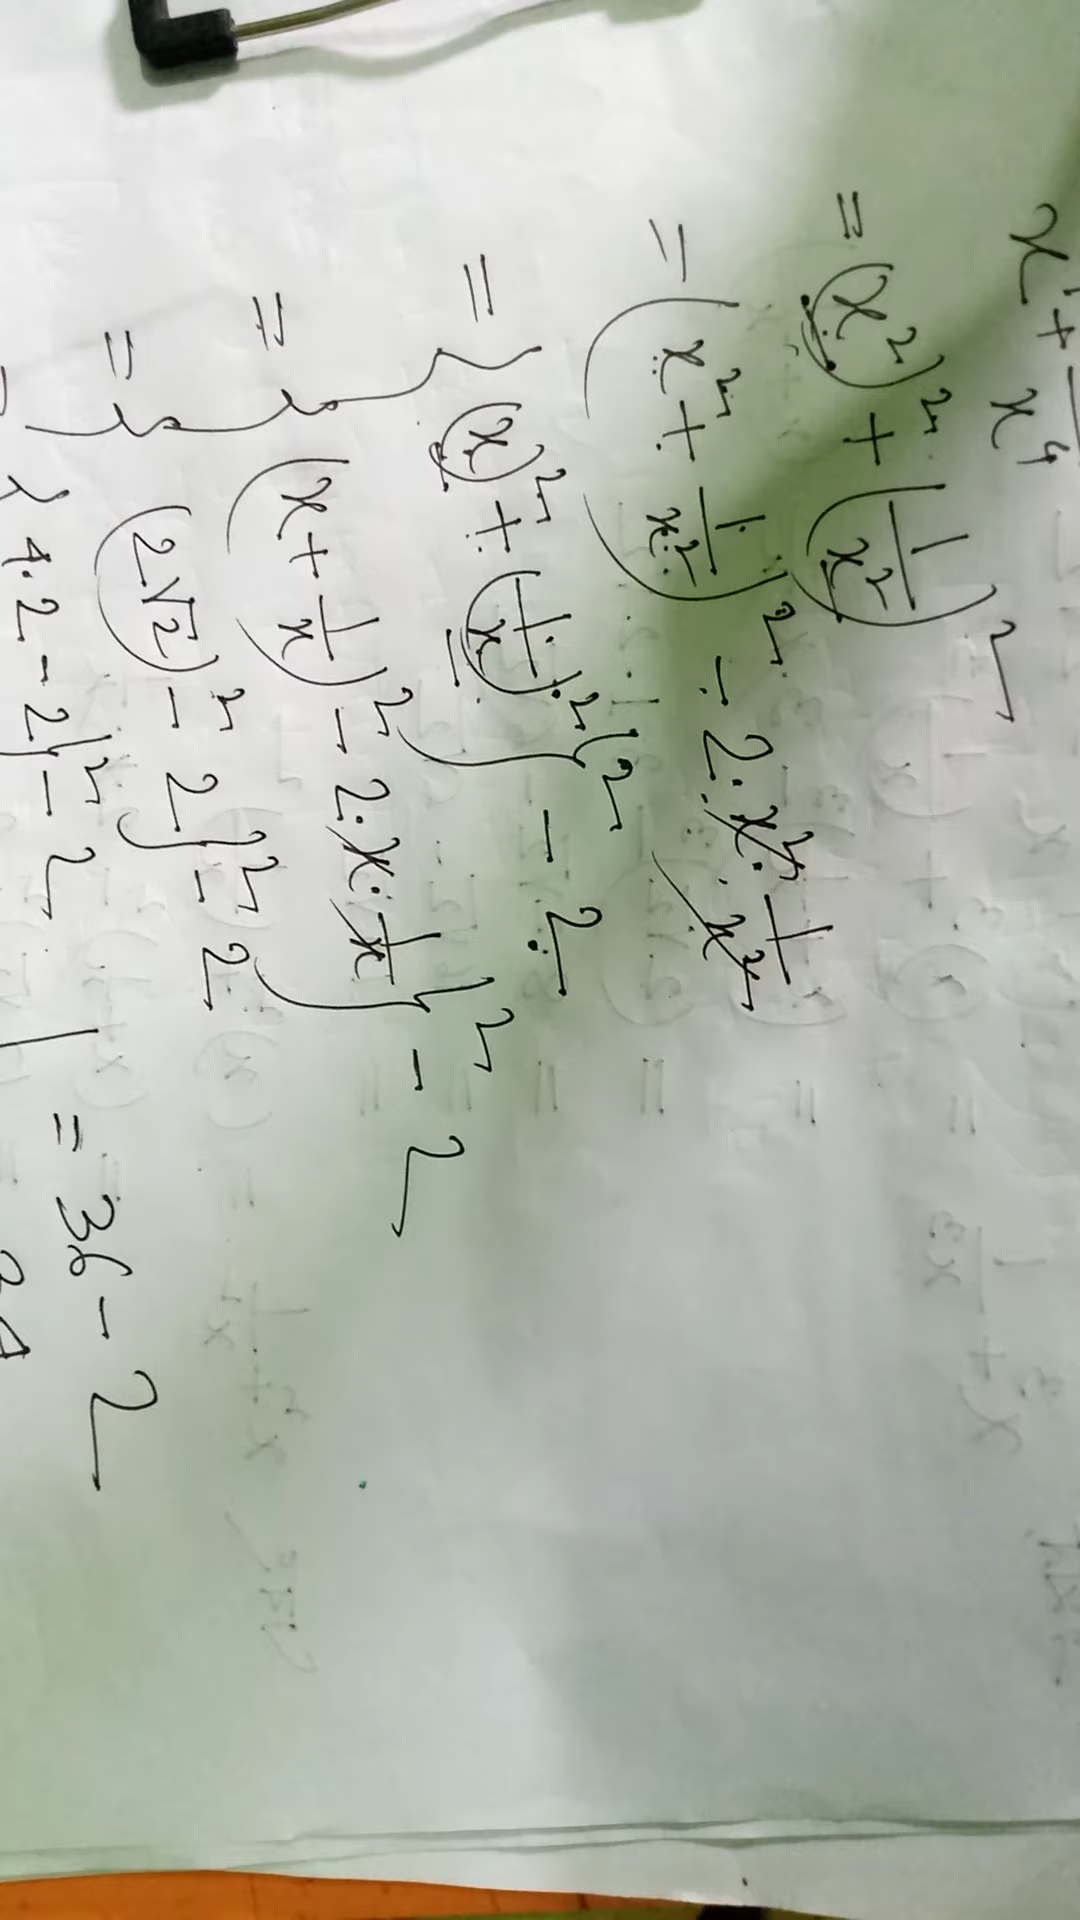 x⁴ + 1/x⁴
= (x²)² + (1/x²)²
= (x² + 1/x²)² - 2·x²·1/x²
= {(x)² + (1/x)²}² - 2
= {(x + 1/x)² - 2·x·1/x}² - 2
= {(2√2)² - 2}² - 2
= {4·2 - 2}² - 2
= 36 - 2
34